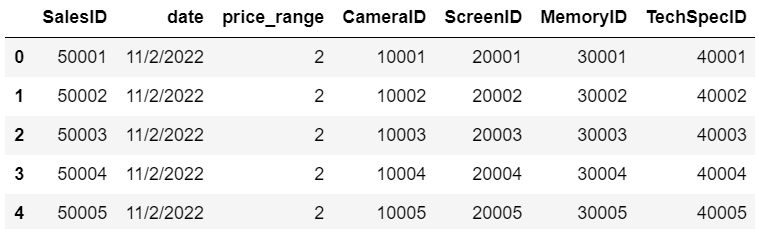 SalesID date price_range CameraID ScreenID MemoryID TechSpecID
0 50001 11/2/2022 2 10001 20001 30001 40001
1 50002 11/2/2022 2 10002 20002 30002 40002
2 50003 11/2/2022 2 10003 20003 30003 40003
3 50004 11/2/2022 2 10004 20004 30004 40004
4 50005 11/2/2022 2 10005 20005 30005 40005